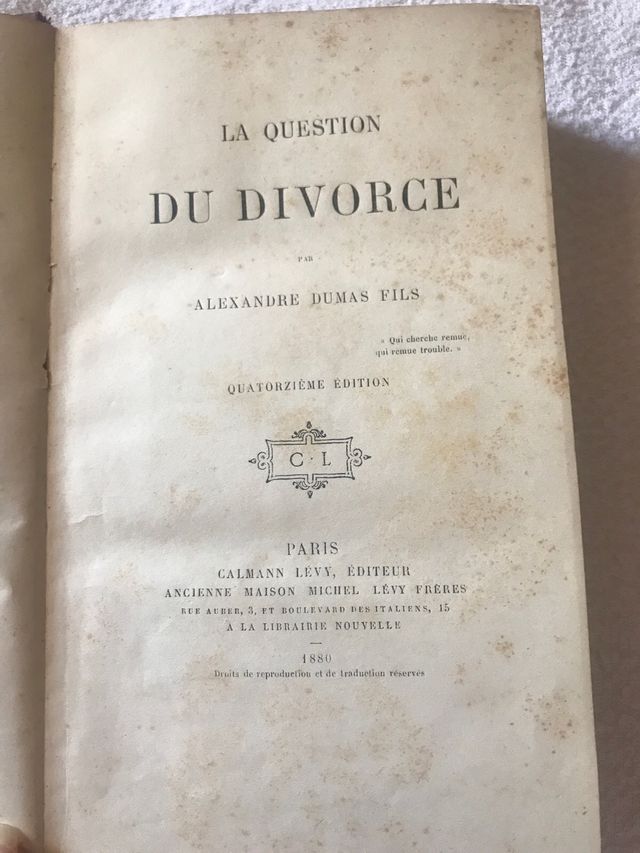 LA QUESTION
DU DIVORCE
PAR
ALEXANDRE DUMAS FILS
« Qui cherche remue,
qui remue trouble. »
QUATORZIÈME ÉDITION
C · L
PARIS
CALMANN LÉVY, ÉDITEUR
ANCIENNE MAISON MICHEL LÉVY FRÈRES
RUE AUBER, 3, ET BOULEVARD DES ITALIENS, 15
A LA LIBRAIRIE NOUVELLE
—
1880
Droits de reproduction et de traduction réservés